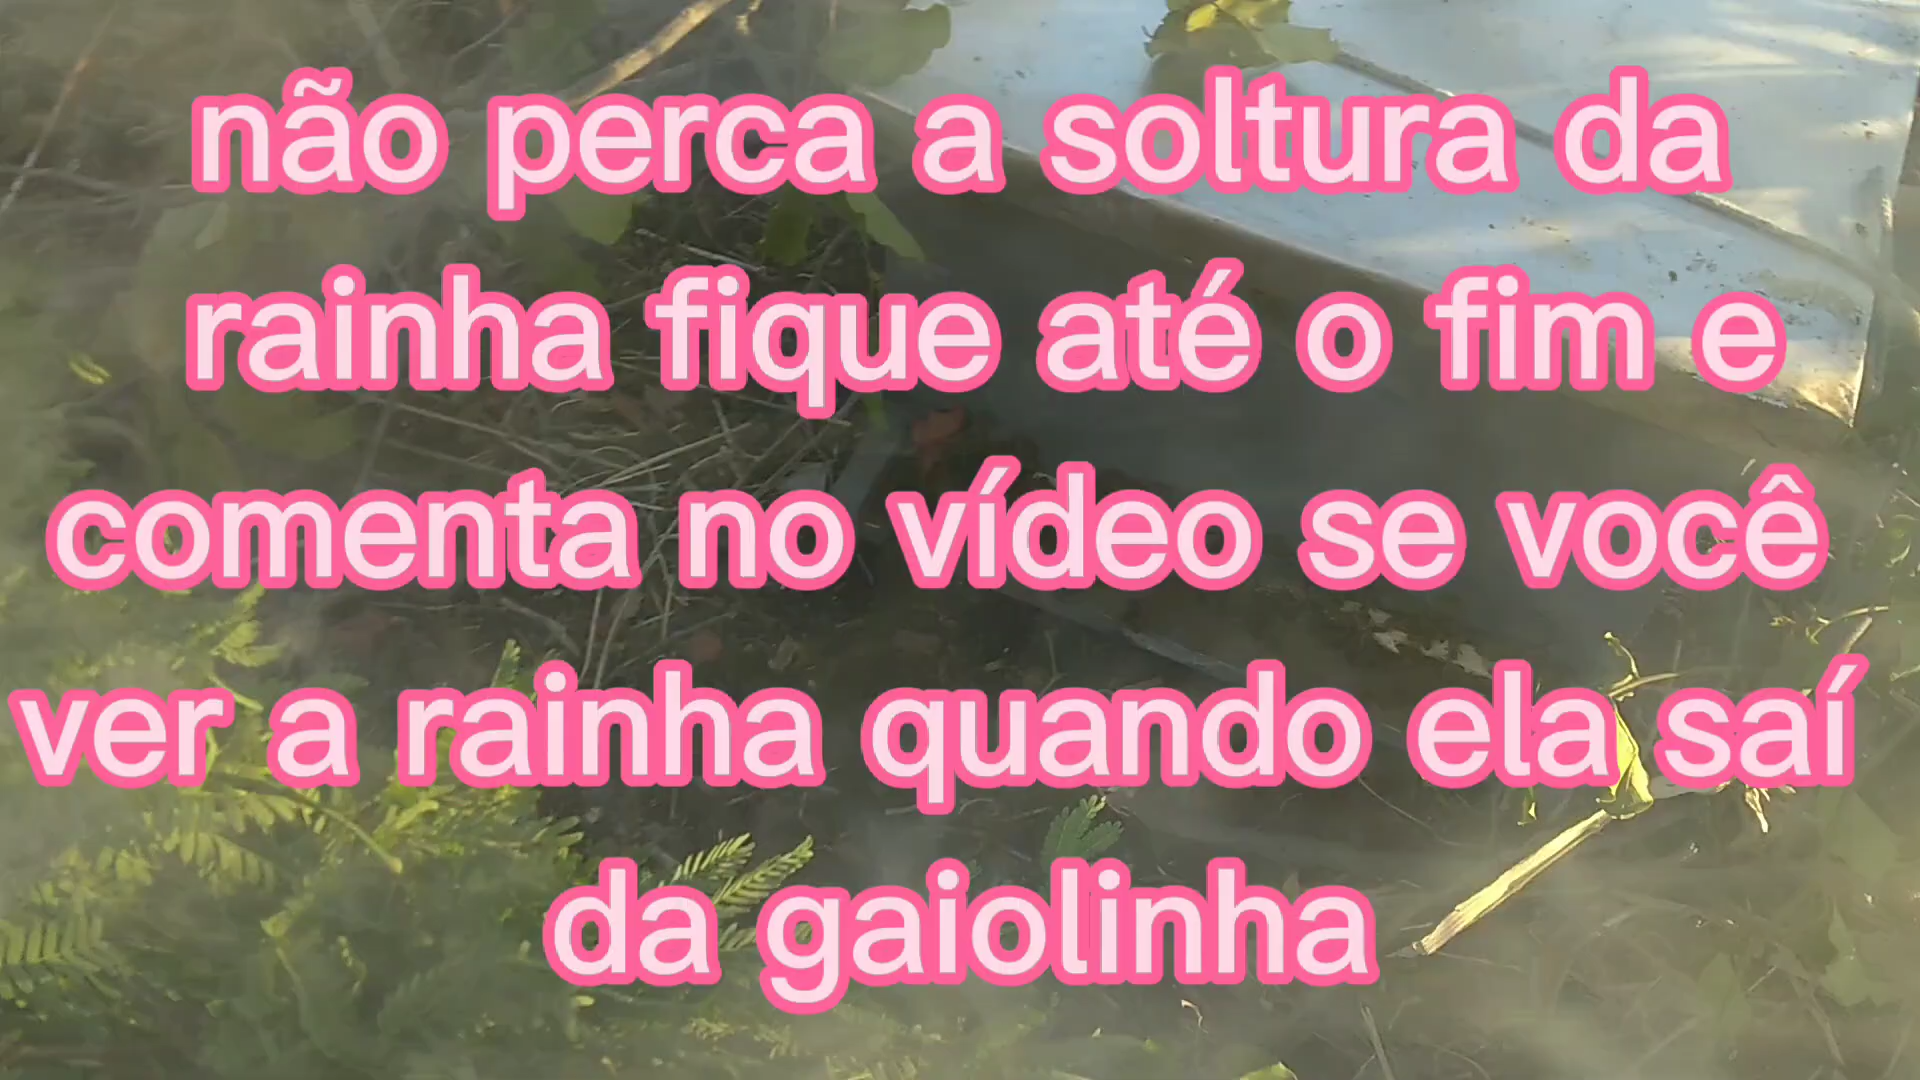 não perca a soltura da
rainha fique até o fim e
comenta no vídeo se você
ver a rainha quando ela saí
da gaiolinha